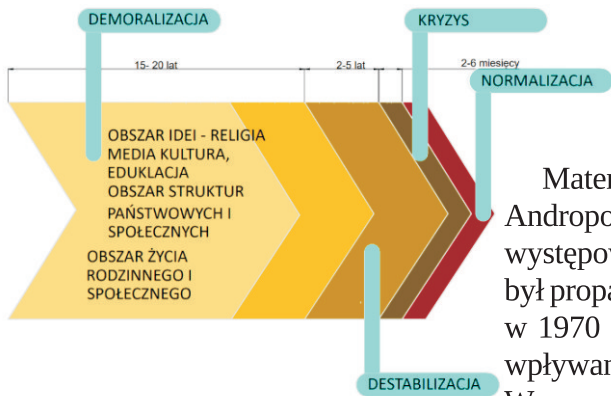 DEMORALIZACJA
KRYZYS
15- 20 lat
2-5 lat
2-6 miesięcy
NORMALIZACJA
OBSZAR IDEI - RELIGIA
MEDIA KULTURA,
EDUKLACJA
OBSZAR STRUKTUR
PAŃSTWOWYCH I
SPOŁECZNYCH
OBSZAR ŻYCIA
RODZINNEGO I
SPOŁECZNEGO
DESTABILIZACJA
Mater
Andropo
występow
był propa
w 1970
wpływan